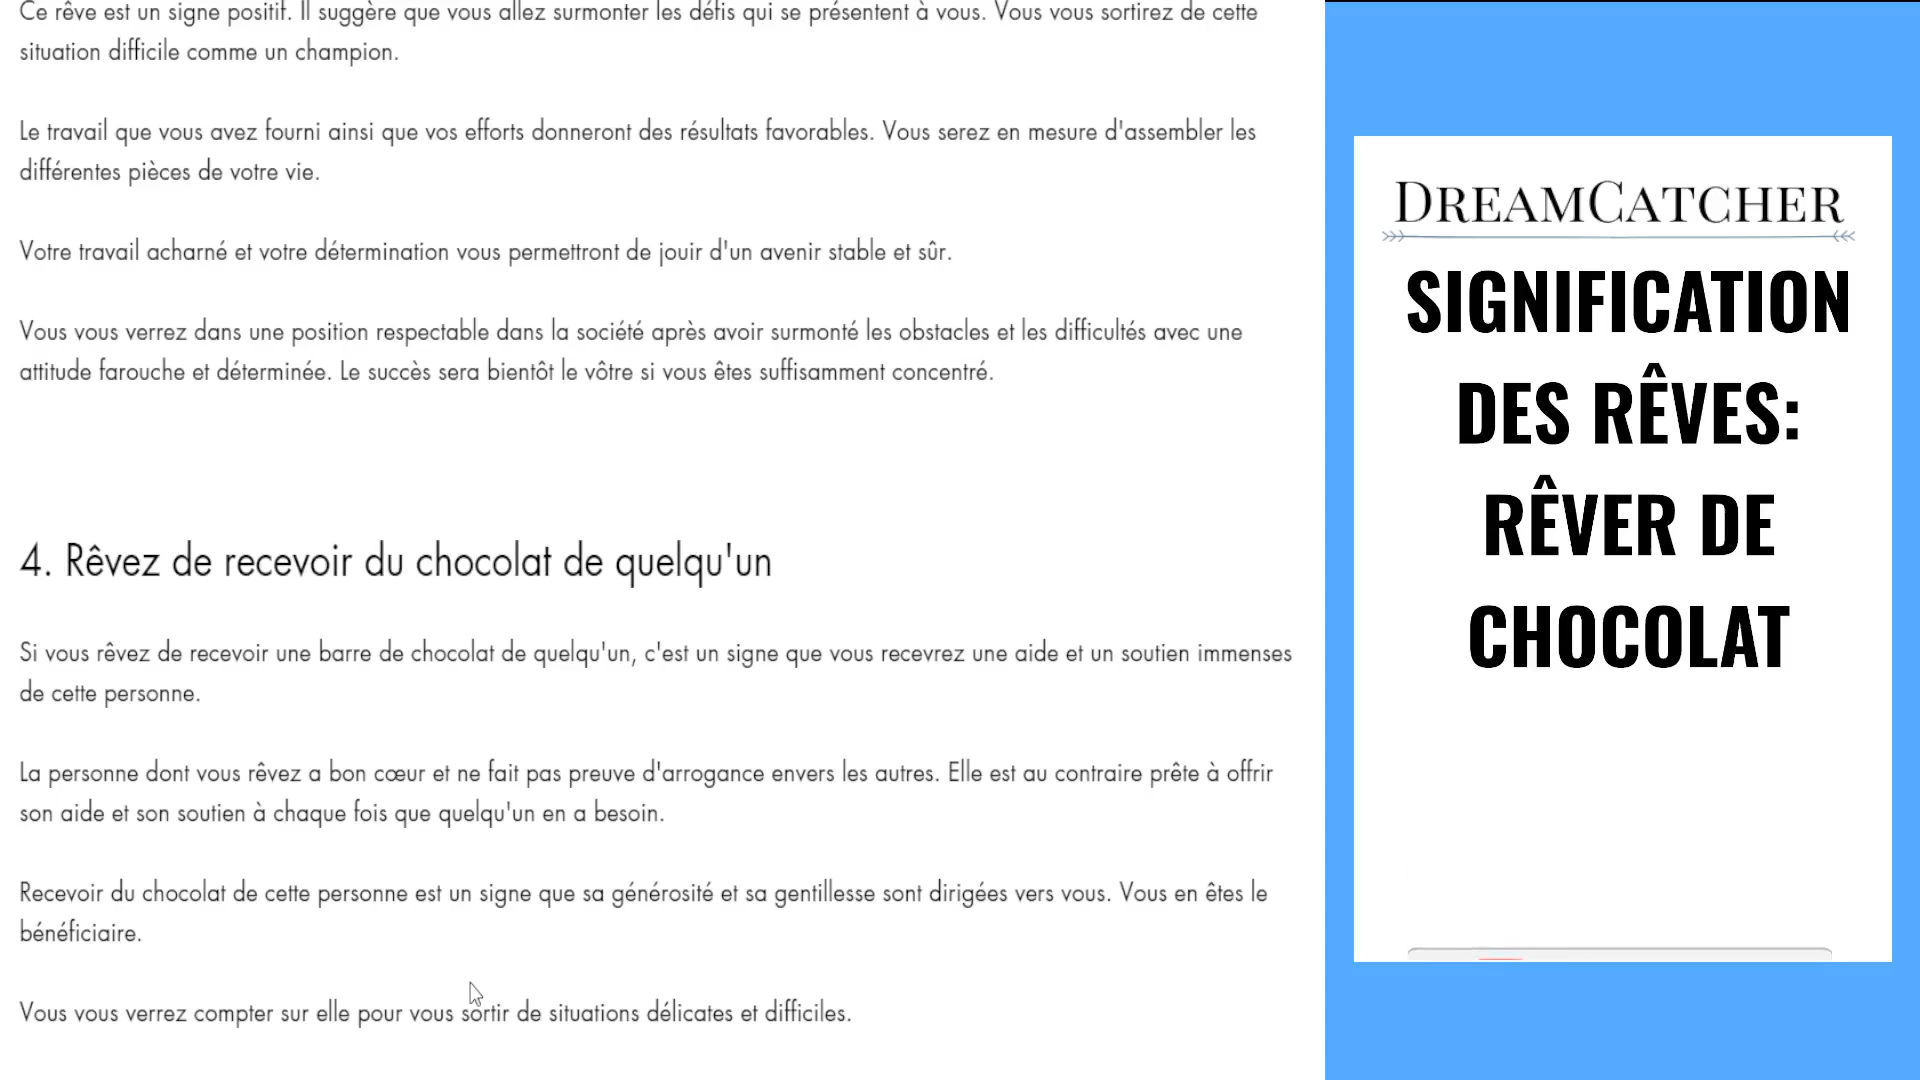 Ce rêve est un signe positif. Il suggère que vous allez surmonter les défis qui se présentent à vous. Vous vous sortirez de cette
situation difficile comme un champion.
Le travail que vous avez fourni ainsi que vos efforts donneront des résultats favorables. Vous serez en mesure d'assembler les
différentes pièces de votre vie.
Votre travail acharné et votre détermination vous permettront de jouir d'un avenir stable et sûr.
Vous vous verrez dans une position respectable dans la société après avoir surmonté les obstacles et les difficultés avec une
attitude farouche et déterminée. Le succès sera bientôt le vôtre si vous êtes suffisamment concentré.
4. Rêvez de recevoir du chocolat de quelqu'un
Si vous rêvez de recevoir une barre de chocolat de quelqu'un, c'est un signe que vous recevrez une aide et un soutien immenses
de cette personne.
La personne dont vous rêvez a bon cœur et ne fait pas preuve d'arrogance envers les autres. Elle est au contraire prête à offrir
son aide et son soutien à chaque fois que quelqu'un en a besoin.
Recevoir du chocolat de cette personne est un signe que sa générosité et sa gentillesse sont dirigées vers vous. Vous en êtes le
bénéficiaire.
Vous vous verrez compter sur elle pour vous sortir de situations délicates et difficiles.
DREAMCATCHER
SIGNIFICATION
DES RÊVES:
RÊVER DE
CHOCOLAT